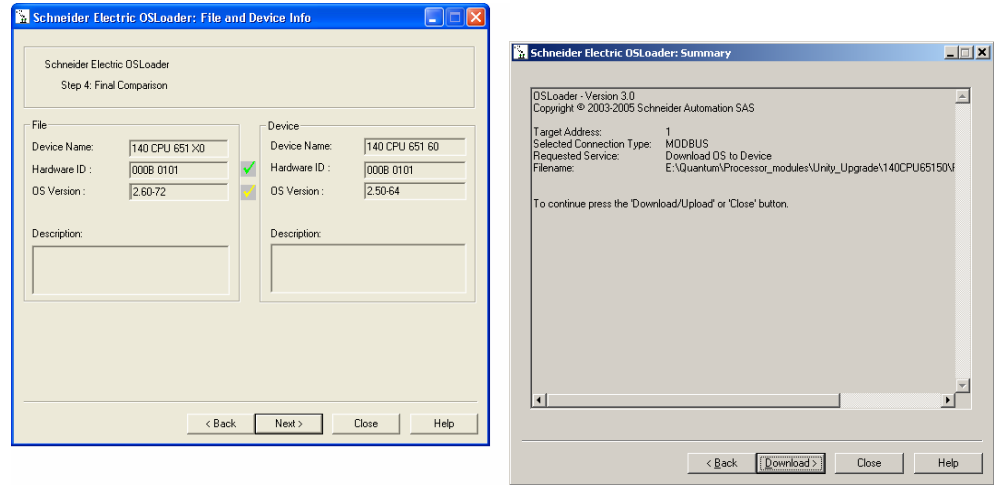 Schneider Electric OSLoader: File and Device Info
Schneider Electric OSLoader
Step 4: Final Comparison
File
Device Name: 140 CPU 651 X0
Hardware ID : 000B 0101
OS Version : 2.60-72
Description:
Device
Device Name: 140 CPU 651 60
Hardware ID : 000B 0101
OS Version : 2.50-64
Description:
< Back Next > Close Help
Schneider Electric OSLoader: Summary
OSLoader - Version 3.0
Copyright © 2003-2005 Schneider Automation SAS
Target Address: 1
Selected Connection Type: MODBUS
Requested Service: Download OS to Device
Filename: E:\Quantum\Processor_modules\Unity_Upgrade\140CPU65150\
To continue press the 'Download/Upload' or 'Close' button.
< Back Download > Close Help